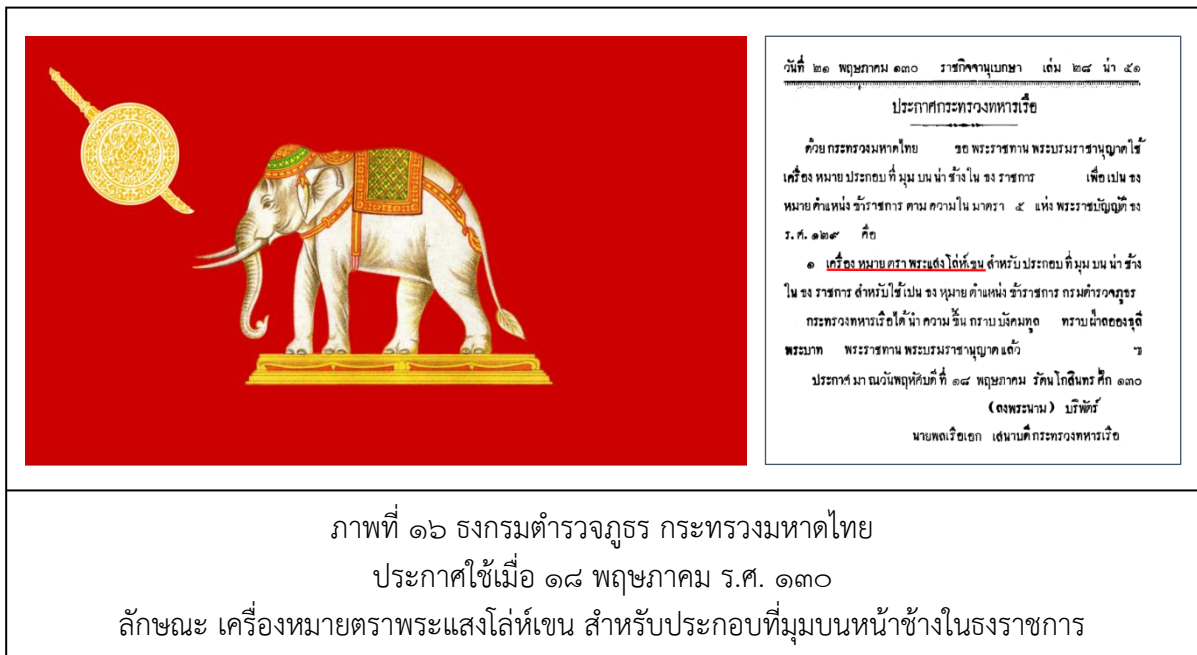 วันที่ ๒๑ พฤษภาคม ๑๓๐ ราชกิจจานุเบกษา เล่ม ๒๘ น่า ๕๑
ประกาศกระทรวงทหารเรือ
ด้วยกระทรวงมหาดไทย ขอพระราชทานพระบรมราชานุญาตใช้
เครื่องหมายประกอบที่มุมบนน่าช้างในธงราชการ เพื่อเปนธง
หมายตำแหน่งข้าราชการ ตามความในมาตรา ๕ แห่งพระราชบัญญัติธง
ร.ศ. ๑๒๙ คือ
๑ เครื่องหมายตราพระแสงโล่ห์เขน สำหรับประกอบที่มุมบนน่าช้าง
ในธงราชการ สำหรับใช้เปนธงหมายตำแหน่งข้าราชการ กรมตำรวจภูธร
กระทรวงทหารเรือได้นำความขึ้นกราบบังคมทูล ทราบฝ่าลอองธุลี
พระบาท พระราชทานพระบรมราชานุญาตแล้ว
ประกาศมาณวันพฤหัศบดีที่ ๑๘ พฤษภาคม รัตนโกสินทรศก ๑๓๐
(ลงพระนาม) บริพัตร์
นายพลเรือเอก เสนาบดีกระทรวงทหารเรือ
ภาพที่ ๑๖ ธงกรมตำรวจภูธร กระทรวงมหาดไทย
ประกาศใช้เมื่อ ๑๘ พฤษภาคม ร.ศ. ๑๓๐
ลักษณะ เครื่องหมายตราพระแสงโล่ห์เขน สำหรับประกอบที่มุมบนหน้าช้างในธงราชการ